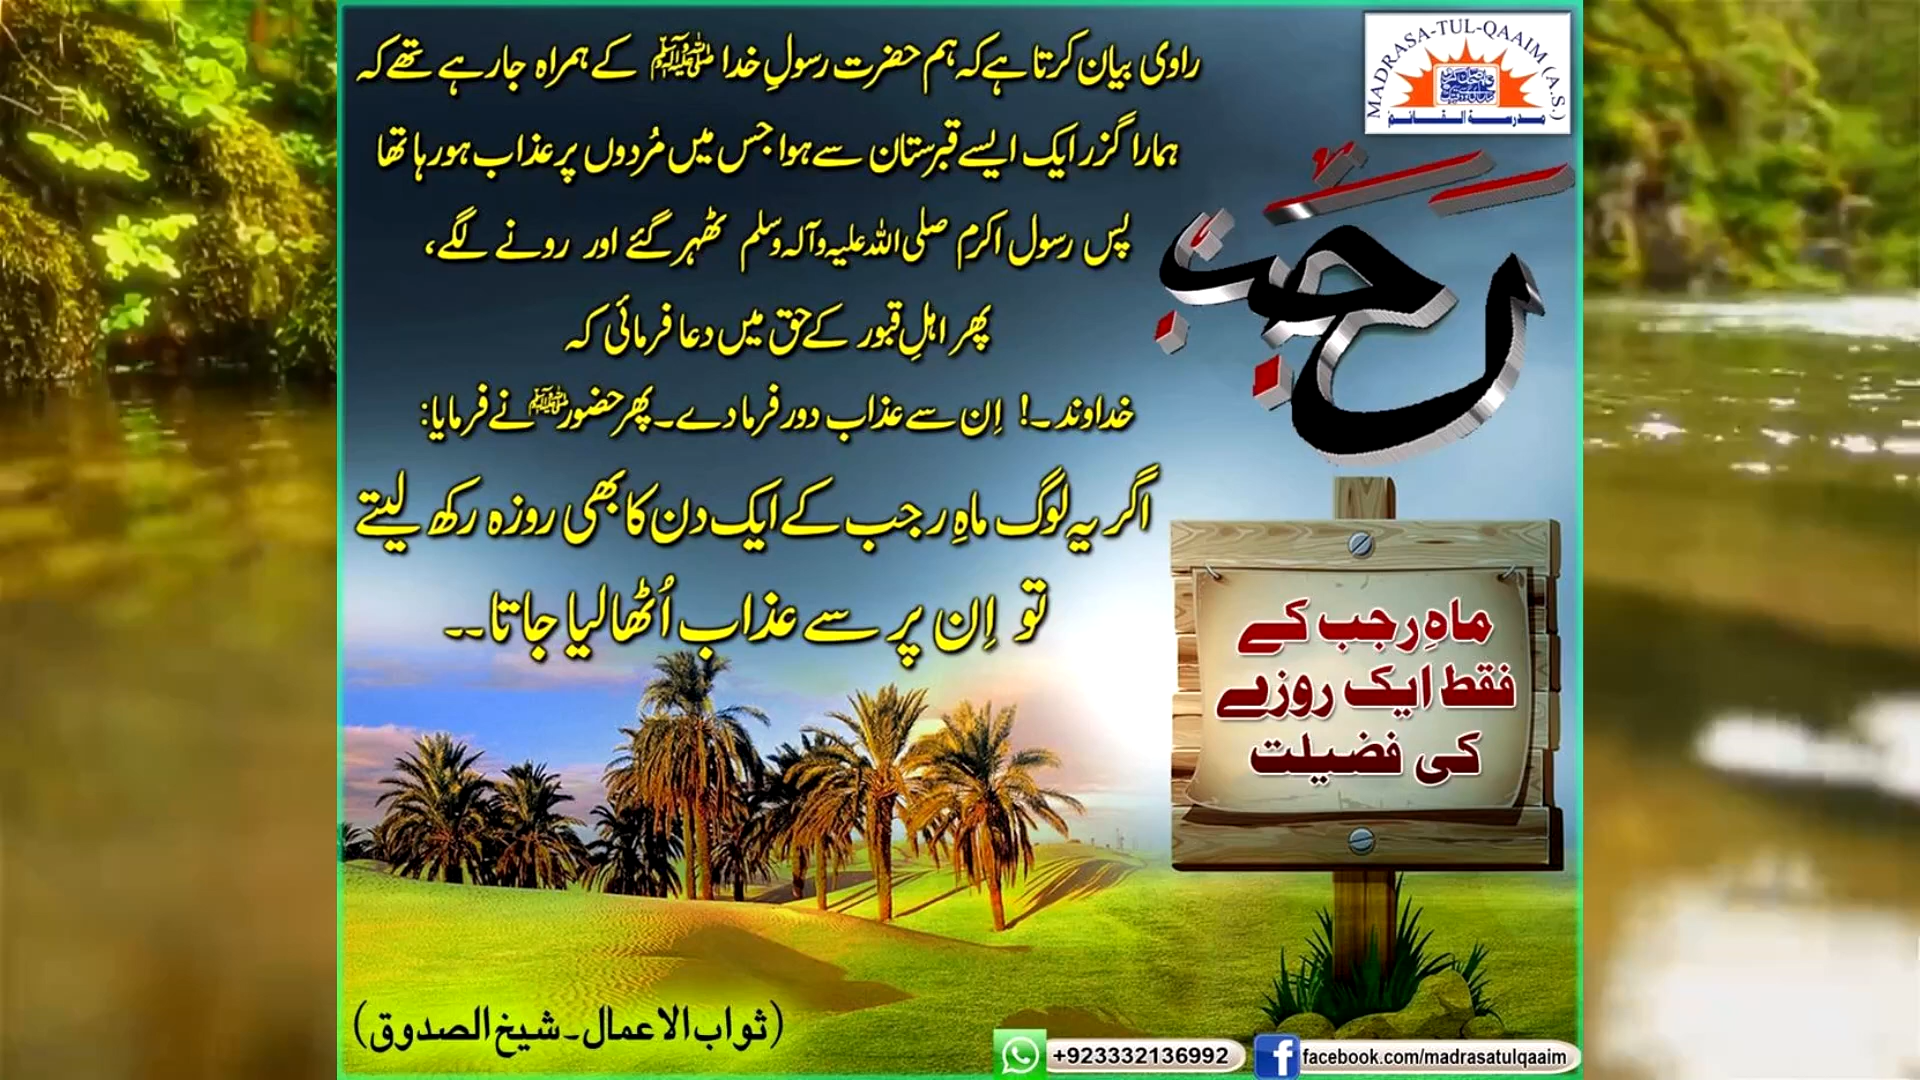 MADRASA-TUL-QAAIM (A.S.)
مدرسۃ القائم
راوی بیان کرتا ہے کہ ہم حضرت رسولِ خدا ﷺ کے ہمراہ جا رہے تھے کہ
ہمارا گزر ایک ایسے قبرستان سے ہوا جس میں مُردوں پر عذاب ہو رہا تھا
پس رسول اکرم صلی اللہ علیہ وآلہ وسلم ٹھہر گئے اور رونے لگے،
پھر اہلِ قبور کے حق میں دعا فرمائی کہ
خداوند۔! اِن سے عذاب دور فرما دے۔ پھر حضور ﷺ نے فرمایا:
اگر یہ لوگ ماہِ رجب کے ایک دن کا بھی روزہ رکھ لیتے
تو اِن پر سے عذاب اُٹھا لیا جاتا۔۔
رَجَب
ماہِ رجب کے
فقط ایک روزے
کی فضیلت
(ثواب الاعمال۔ شیخ الصدوق)
+923332136992
facebook.com/madrasatulqaaim